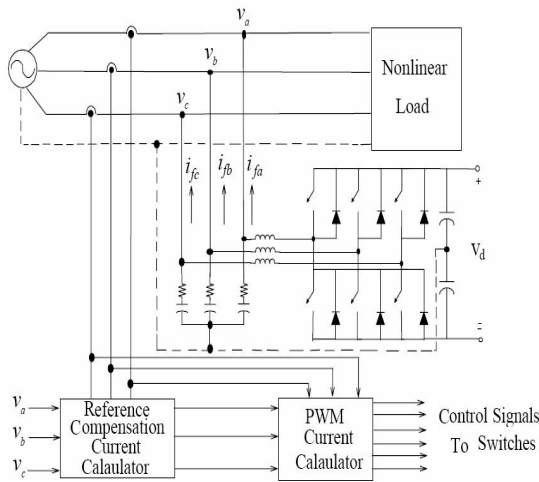 v_a
v_b
v_c
Nonlinear
Load
i_fc i_fb i_fa
+
V_d
=
v_a
v_b
v_c
Reference
Compensation
Current
Calaulator
PWM
Current
Calaulator
Control Signals
To Switches